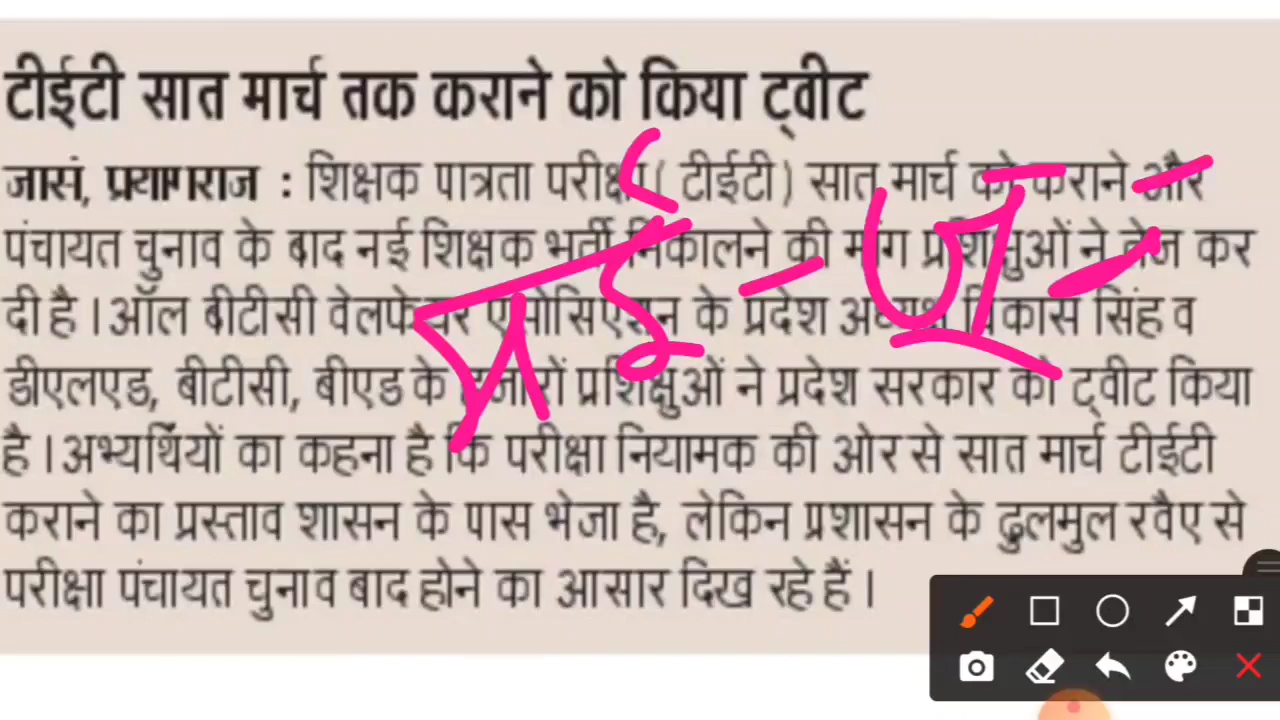 टीईटी सात मार्च तक कराने को किया ट्वीट
जासं, प्रयागराज : शिक्षक पात्रता परीक्षा ( टीईटी ) सात मार्च को कराने और
पंचायत चुनाव के बाद नई शिक्षक भर्ती निकालने की मांग प्रशिक्षुओं ने तेज कर
दी है । ऑल बीटीसी वेलफेयर एसोसिएशन के प्रदेश अध्यक्ष विकास सिंह व
डीएलएड, बीटीसी, बीएड के हजारों प्रशिक्षुओं ने प्रदेश सरकार को ट्वीट किया
है । अभ्यर्थियों का कहना है कि परीक्षा नियामक की ओर से सात मार्च टीईटी
कराने का प्रस्ताव शासन के पास भेजा है, लेकिन प्रशासन के ढुलमुल रवैए से
परीक्षा पंचायत चुनाव बाद होने का आसार दिख रहे हैं ।